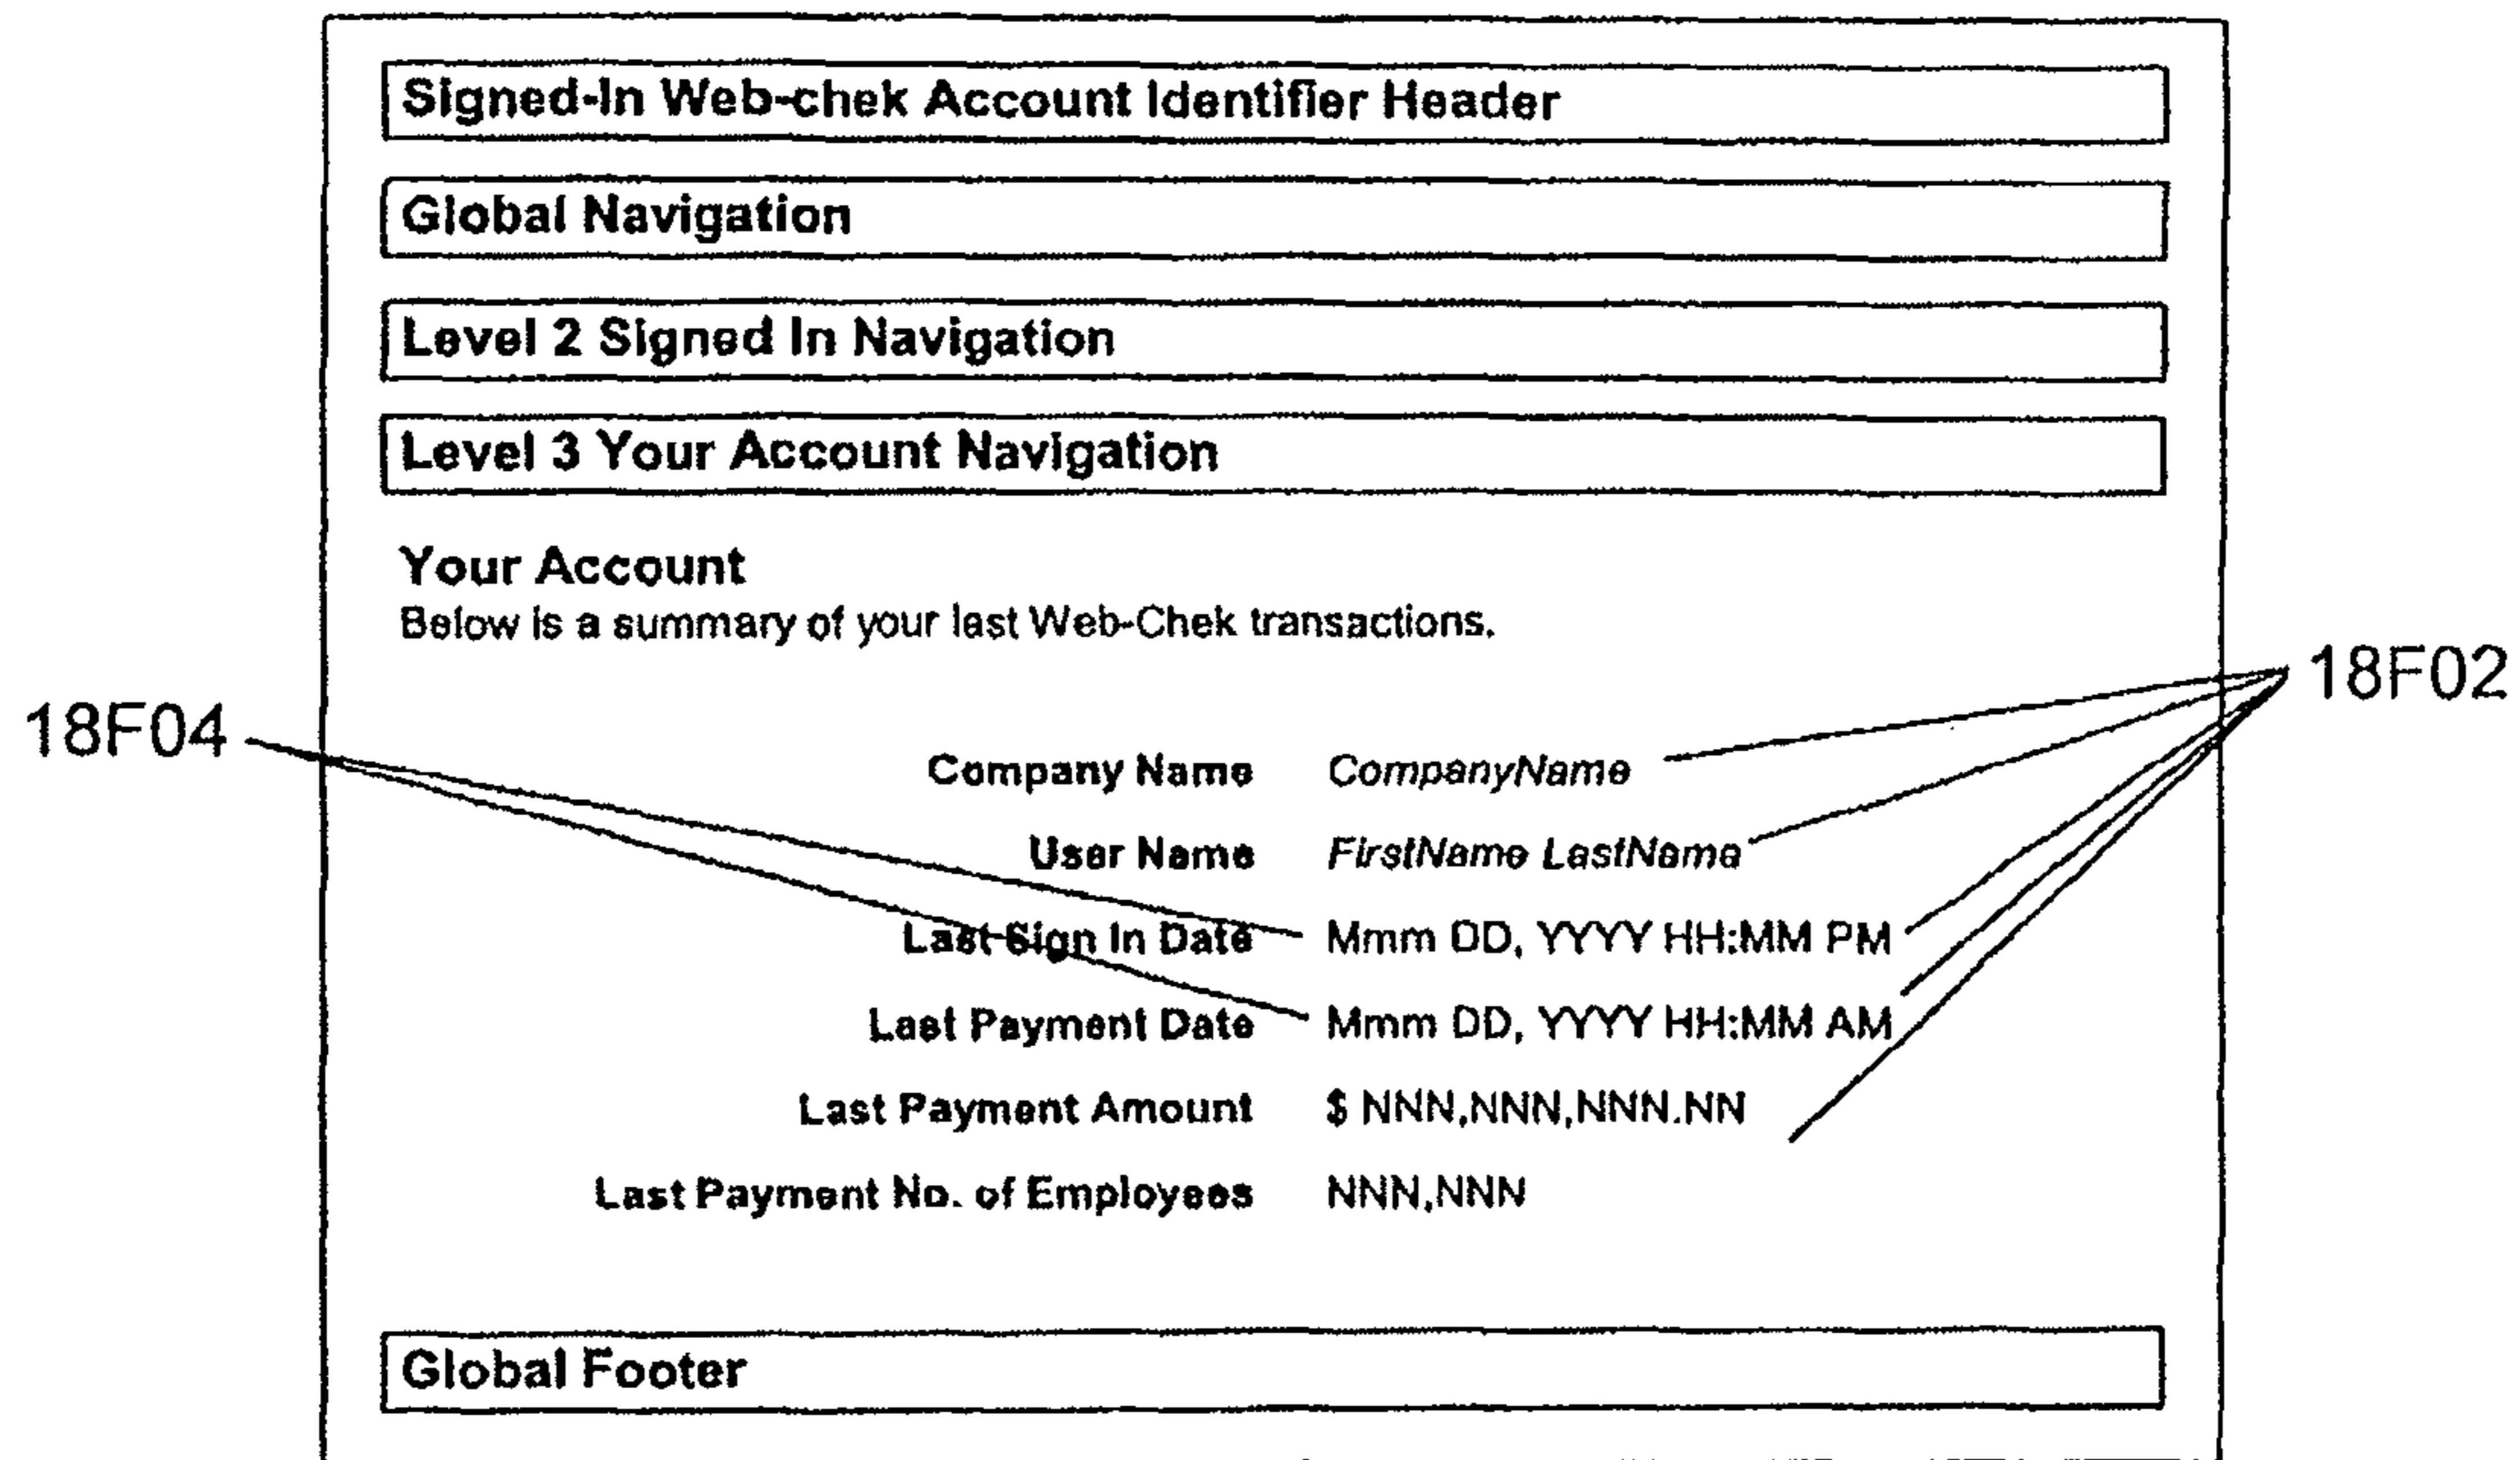 Signed-In Web-chek Account Identifier Header
Global Navigation
Level 2 Signed In Navigation
Level 3 Your Account Navigation
Your Account
Below is a summary of your last Web-Chek transactions.
18F02
18F04
Company Name CompanyName
User Name FirstName LastName
Last Sign In Date Mmm DD, YYYY HH:MM PM
Last Payment Date Mmm DD, YYYY HH:MM AM
Last Payment Amount $ NNN,NNN,NNN.NN
Last Payment No. of Employees NNN,NNN
Global Footer